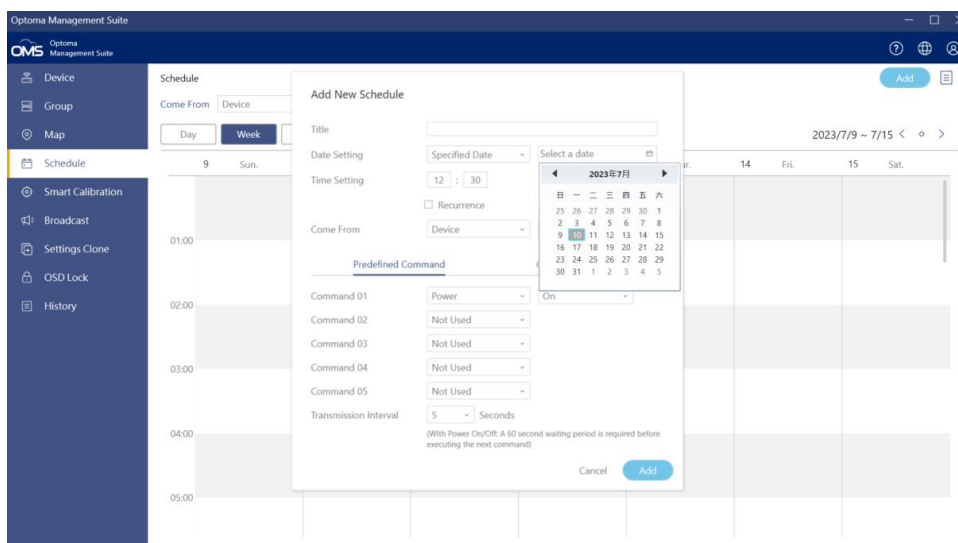 Optoma Management Suite
OMS Optoma Management Suite
Device
Group
Map
Schedule
Smart Calibration
Broadcast
Settings Clone
OSD Lock
History
Schedule
Add
Come From Device
Day Week
2023/7/9 ~ 7/15
9 Sun.
14 Fri.
15 Sat.
01:00
02:00
03:00
04:00
05:00
Add New Schedule
Title
Date Setting Specified Date Select a date
Time Setting 12 : 30
Recurrence
Come From Device
2023年7月
日 一 二 三 四 五 六
25 26 27 28 29 30 1
2 3 4 5 6 7 8
9 10 11 12 13 14 15
16 17 18 19 20 21 22
23 24 25 26 27 28 29
30 31 1 2 3 4 5
Predefined Command
Command 01 Power On
Command 02 Not Used
Command 03 Not Used
Command 04 Not Used
Command 05 Not Used
Transmission Interval 5 Seconds
(With Power On/Off: A 60 second waiting period is required before
executing the next command)
Cancel Add